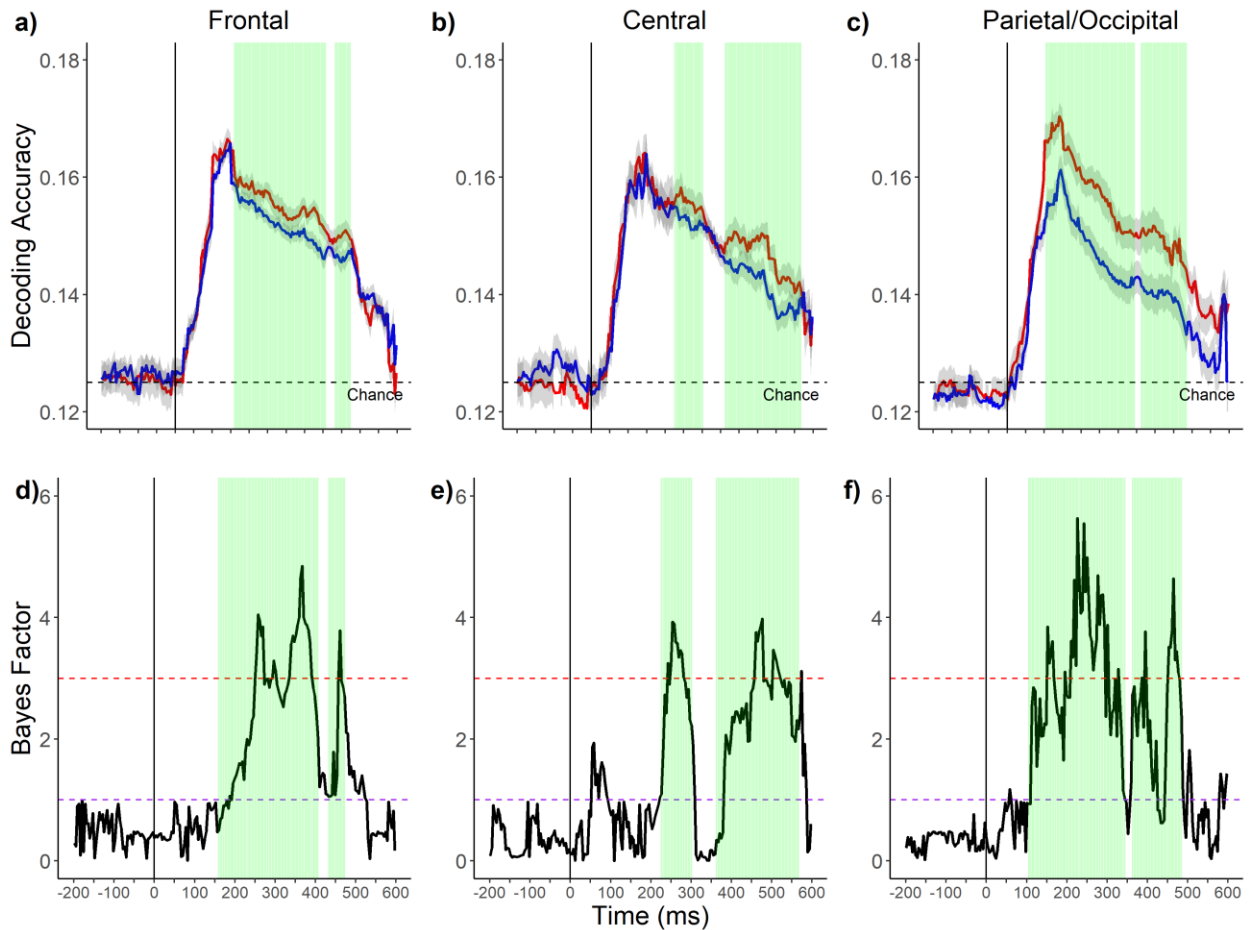 a) Frontal
b) Central
c) Parietal/Occipital
Decoding Accuracy
0.18
0.16
0.14
0.12
Chance
0.18
0.16
0.14
0.12
Chance
0.18
0.16
0.14
0.12
Chance
d)
Bayes Factor
6
4
2
0
-200 -100 0 100 200 300 400 500 600
e)
6
4
2
0
-200 -100 0 100 200 300 400 500 600
f)
6
4
2
0
-200 -100 0 100 200 300 400 500 600
Time (ms)